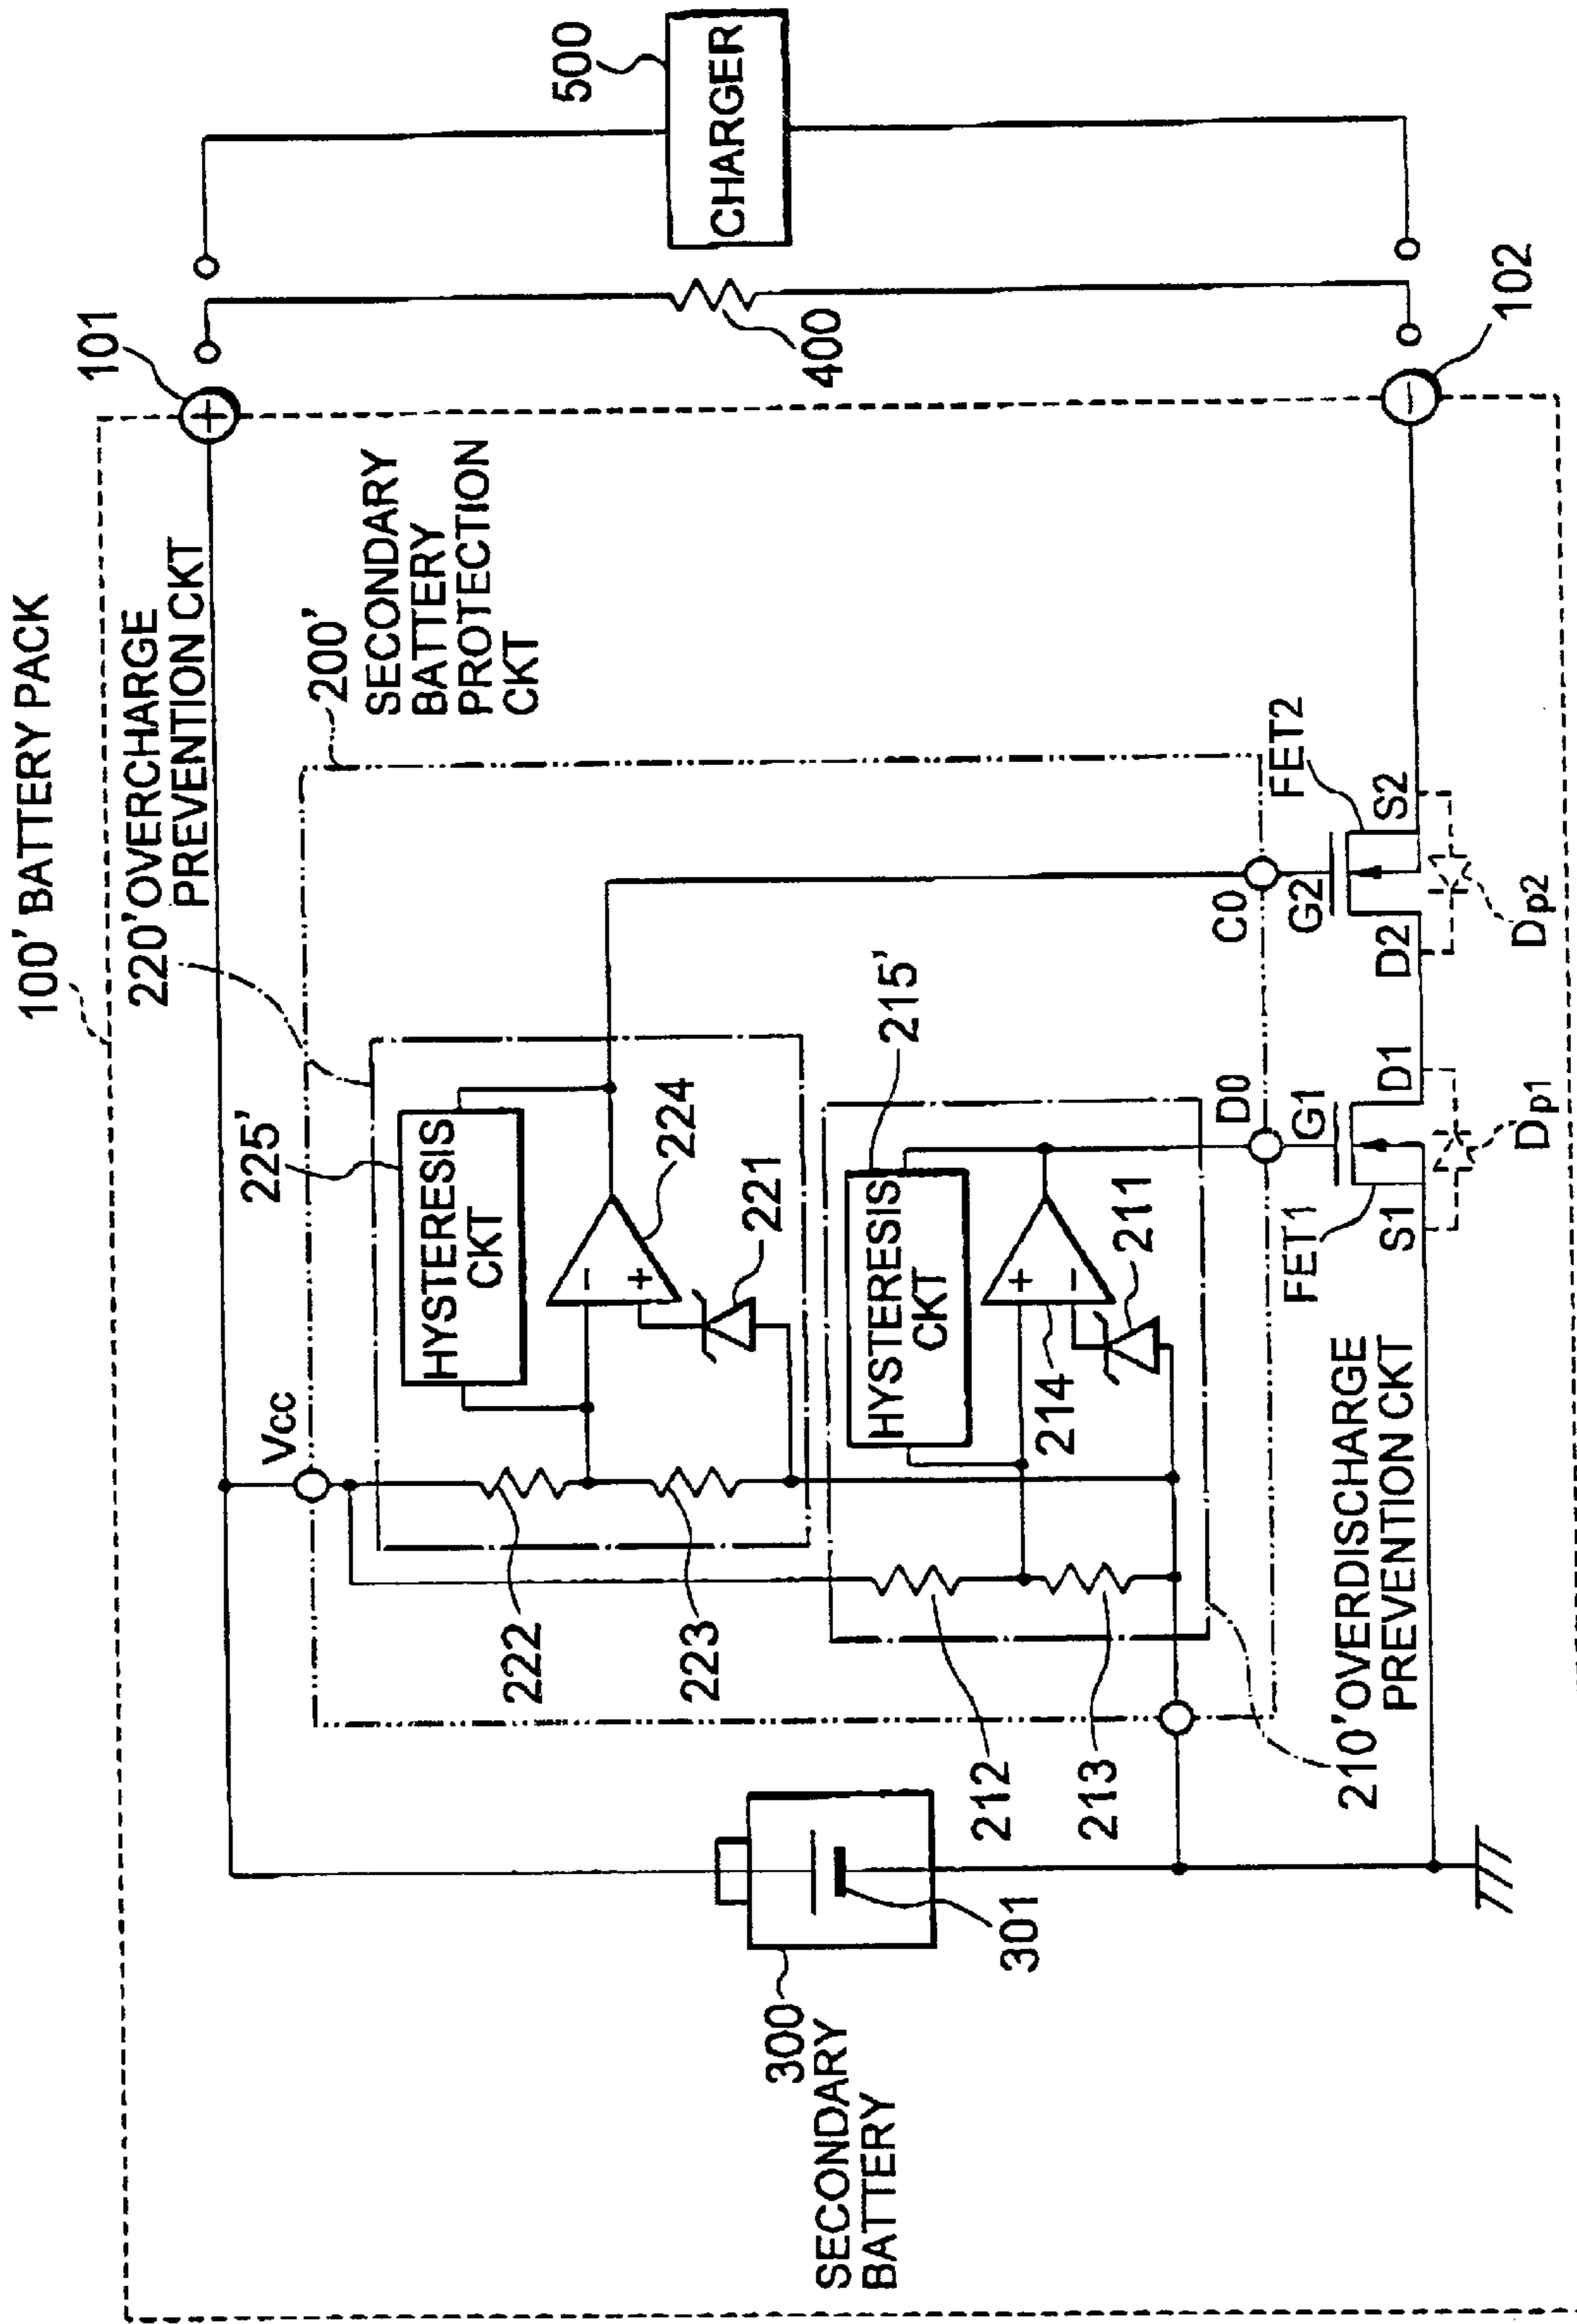 100' BATTERY PACK
101
220' OVERCHARGE
PREVENTION CKT
200'
SECONDARY
BATTERY
PROTECTION
CKT
Vcc
225'
HYSTERESIS
CKT
222
223
-
+
224
221
215'
HYSTERESIS
CKT
212
213
+
-
214
211
210' OVERDISCHARGE
PREVENTION CKT
300
SECONDARY
BATTERY
301
D0
C0
G1
G2
FET1
S1
D1
Dp1
FET2
D2
S2
Dp2
+
-
102
400
500
CHARGER